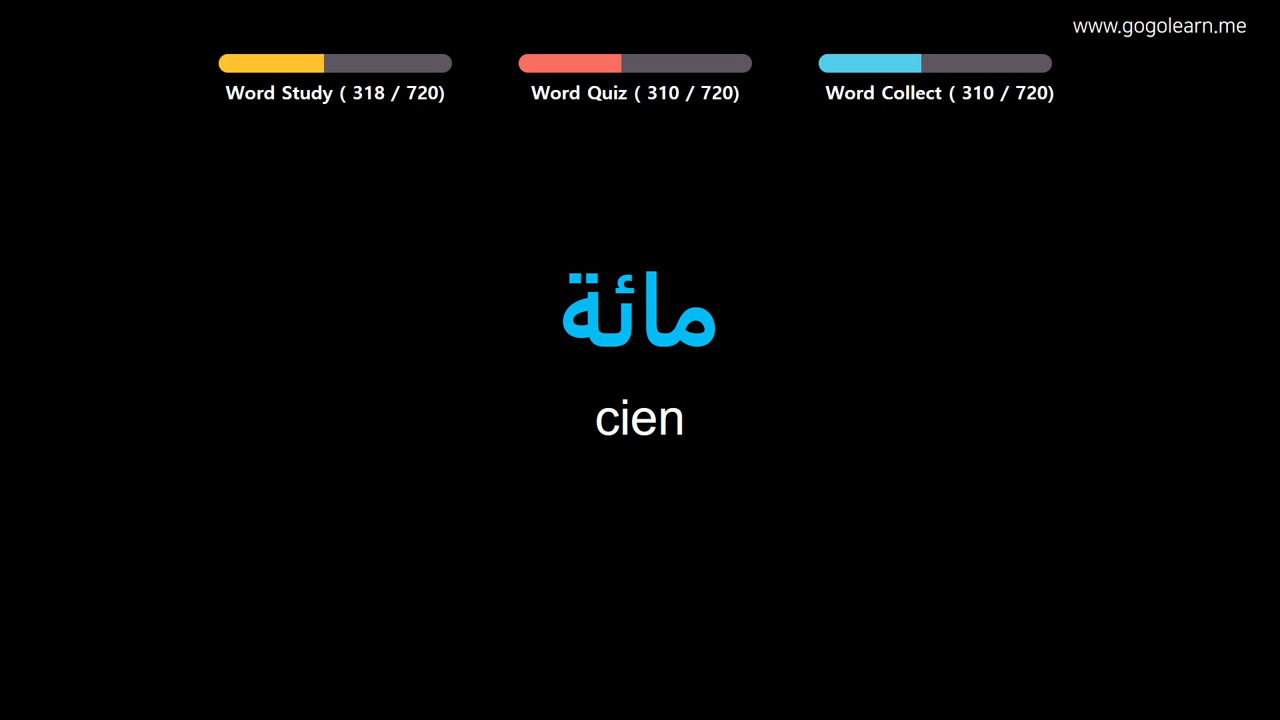 www.gogolearn.me
Word Study ( 318 / 720)
Word Quiz ( 310 / 720)
Word Collect ( 310 / 720)
مائة
cien